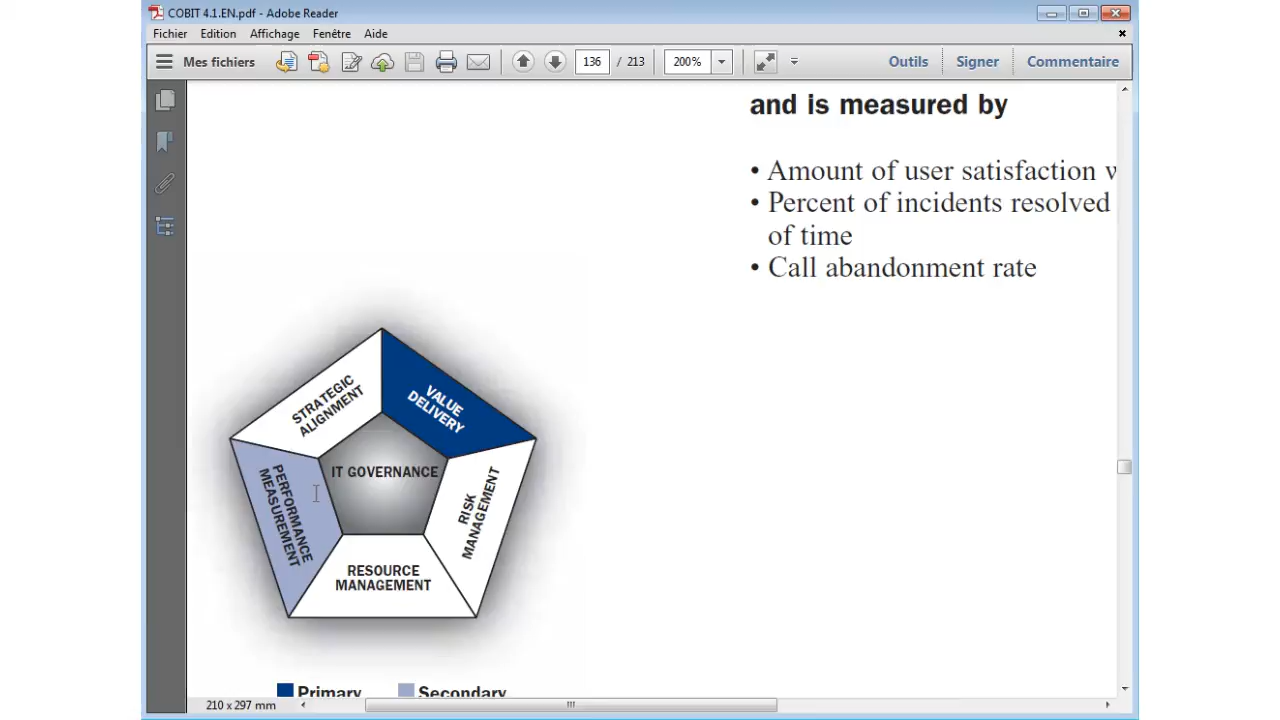 COBIT 4.1.EN.pdf - Adobe Reader
Fichier Edition Affichage Fenêtre Aide
Mes fichiers 136 / 213 200% Outils Signer Commentaire
and is measured by
• Amount of user satisfaction
• Percent of incidents resolved
of time
• Call abandonment rate
STRATEGIC
ALIGNMENT
VALUE
DELIVERY
IT GOVERNANCE
PERFORMANCE
MEASUREMENT
RISK
MANAGEMENT
RESOURCE
MANAGEMENT
Primary Secondary
210 x 297 mm